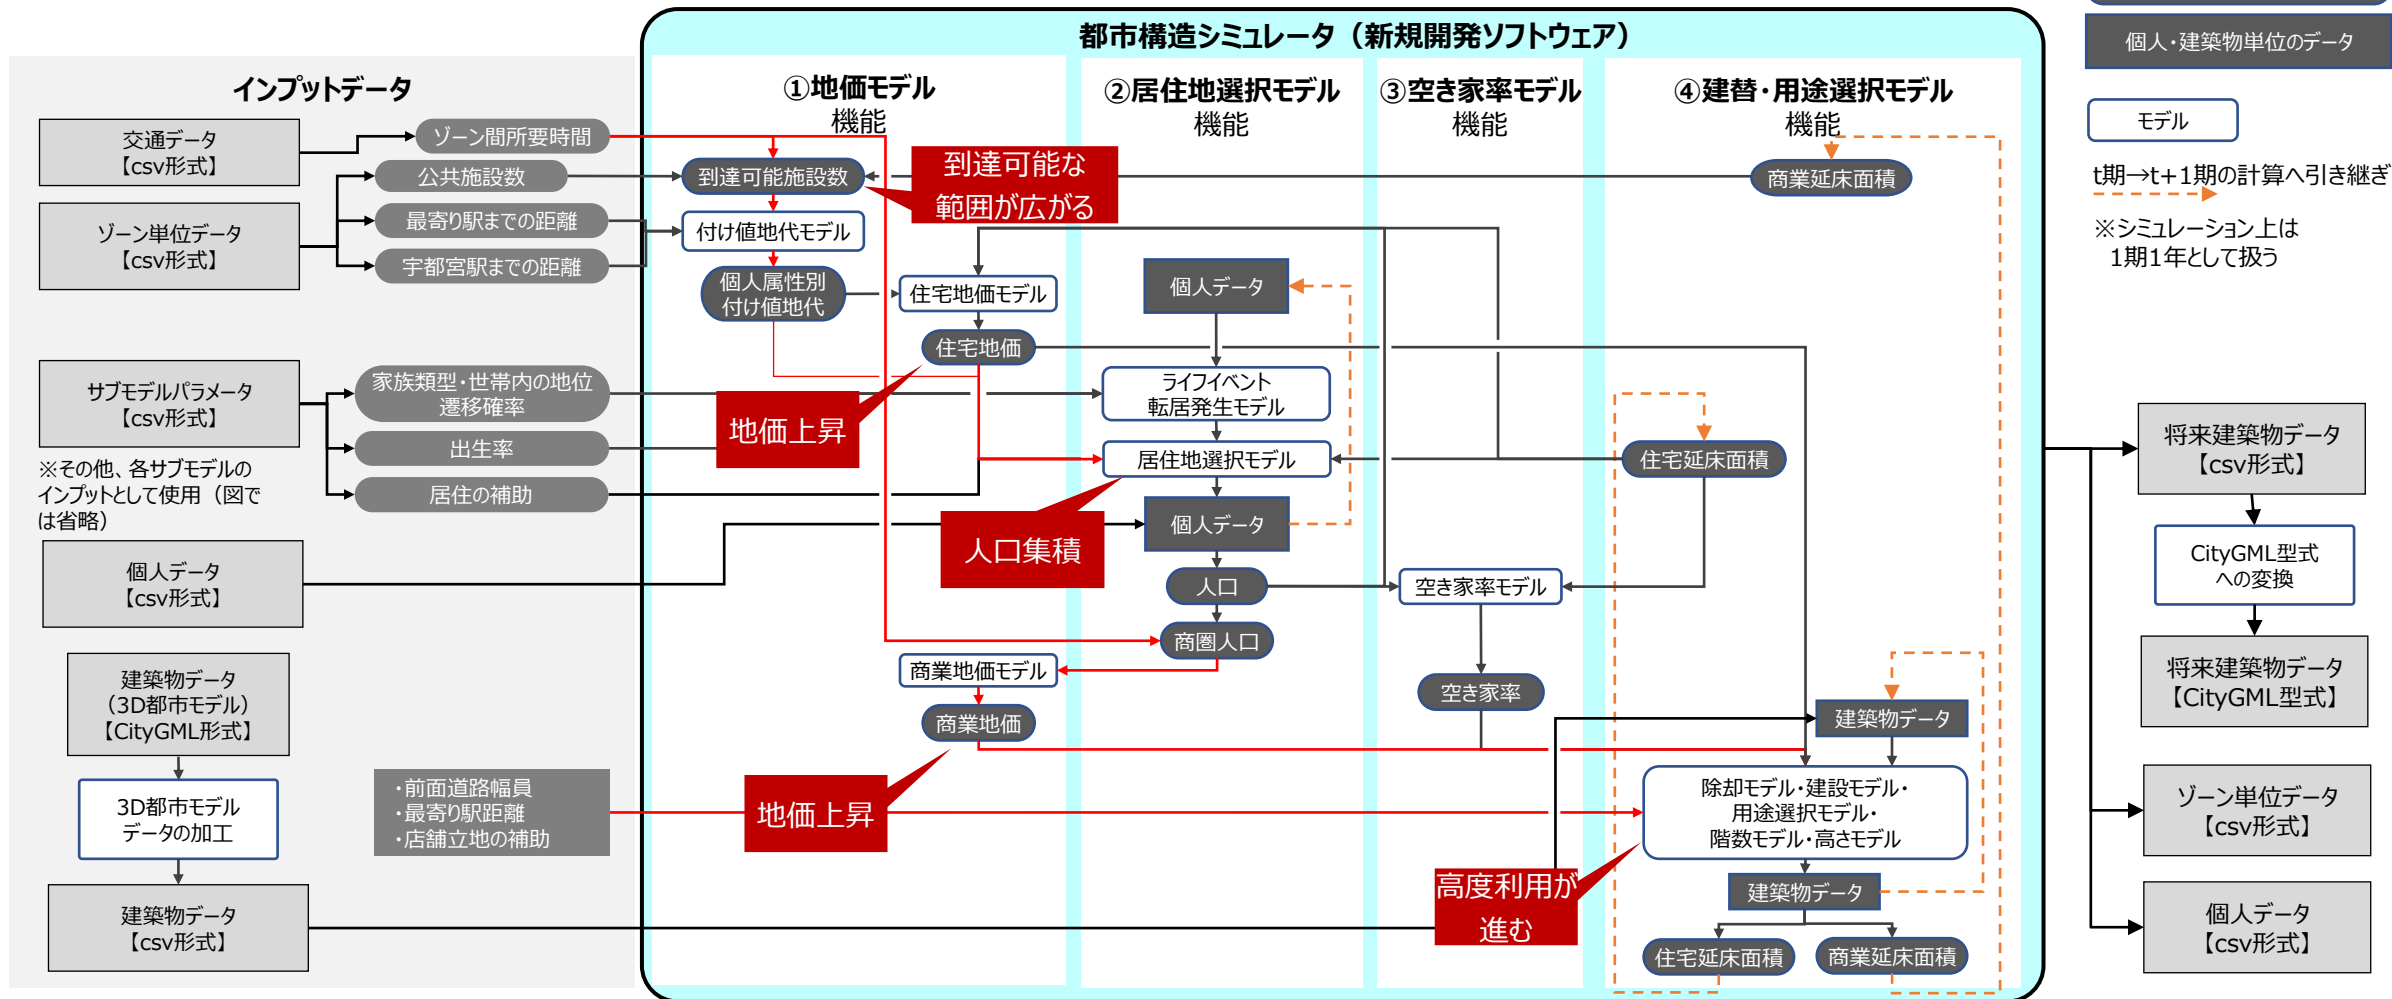 都市構造シミュレータ（新規開発ソフトウェア）
インプットデータ
交通データ
【csv形式】
ゾーン間所要時間
公共施設数
ゾーン単位データ
【csv形式】
最寄り駅までの距離
宇都宮駅までの距離
サブモデルパラメータ
【csv形式】
家族類型・世帯内の地位
遷移確率
出生率
居住の補助
※その他、各サブモデルの
インプットとして使用（図で
は省略）
個人データ
【csv形式】
建築物データ
（3D都市モデル）
【CityGML形式】
3D都市モデル
データの加工
建築物データ
【csv形式】
・前面道路幅員
・最寄り駅距離
・店舗立地の補助
①地価モデル
機能
到達可能施設数
到達可能な
範囲が広がる
付け値地代モデル
個人属性別
付け値地代
住宅地価モデル
住宅地価
地価上昇
商業地価モデル
商業地価
地価上昇
②居住地選択モデル
機能
個人データ
ライフイベント
転居発生モデル
居住地選択モデル
個人データ
人口集積
人口
商圏人口
③空き家率モデル
機能
空き家率モデル
空き家率
④建替・用途選択モデル
機能
商業延床面積
住宅延床面積
建築物データ
除却モデル・建設モデル・
用途選択モデル・
階数モデル・高さモデル
高度利用が
進む
建築物データ
住宅延床面積
商業延床面積
個人・建築物単位のデータ
モデル
t期→t+1期の計算へ引き継ぎ
※シミュレーション上は
1期1年として扱う
将来建築物データ
【csv形式】
CityGML型式
への変換
将来建築物データ
【CityGML型式】
ゾーン単位データ
【csv形式】
個人データ
【csv形式】